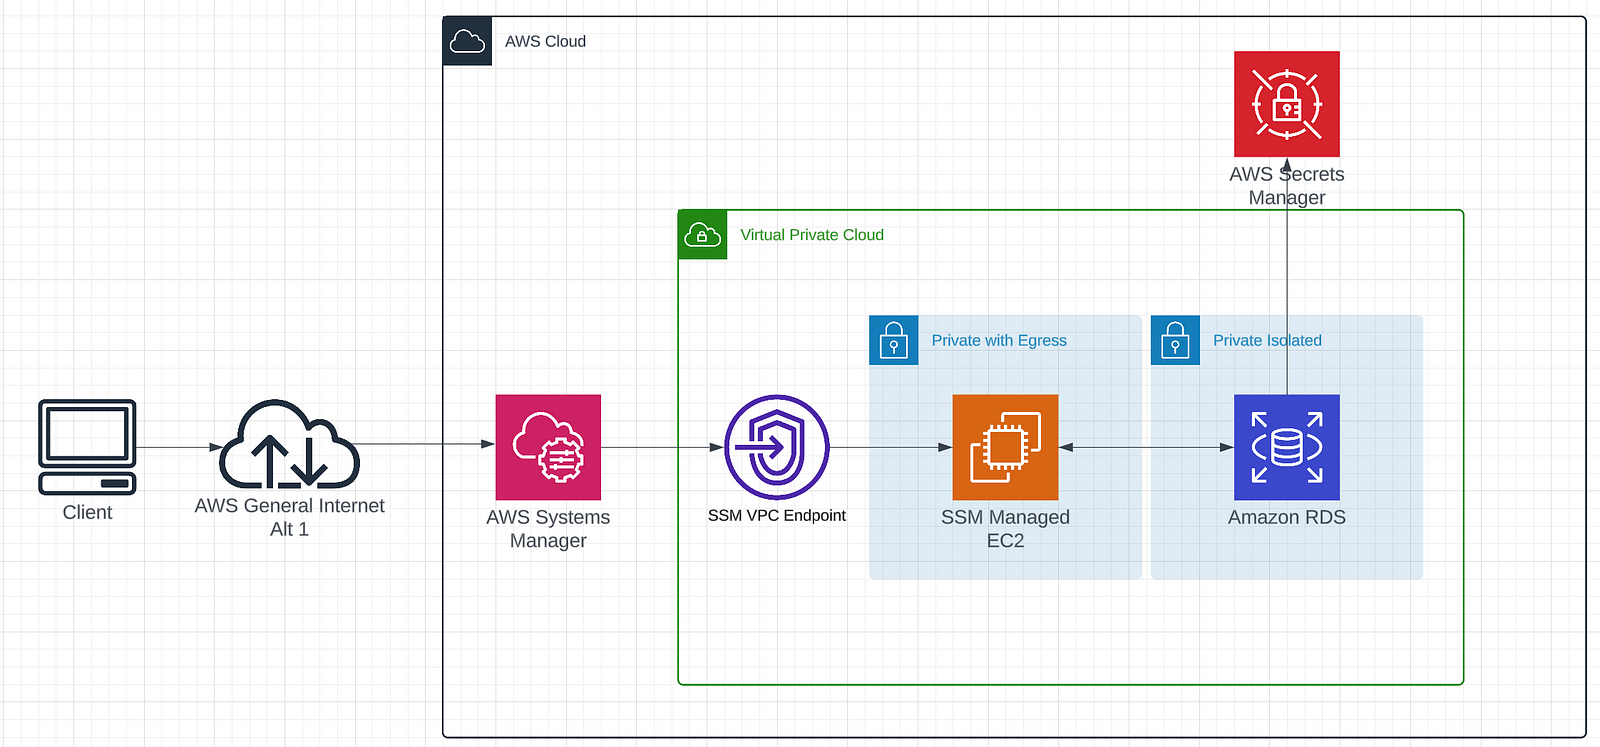 AWS Cloud
AWS Secrets
Manager
Virtual Private Cloud
Private with Egress
Private Isolated
Client
AWS General Internet
Alt 1
AWS Systems
Manager
SSM VPC Endpoint
SSM Managed
EC2
Amazon RDS